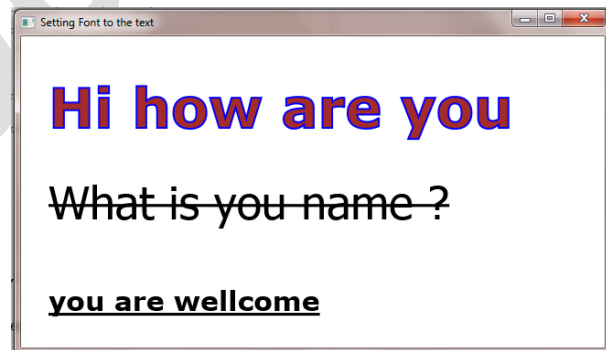 Setting Font to the text
Hi how are you
What is you name ?
you are wellcome